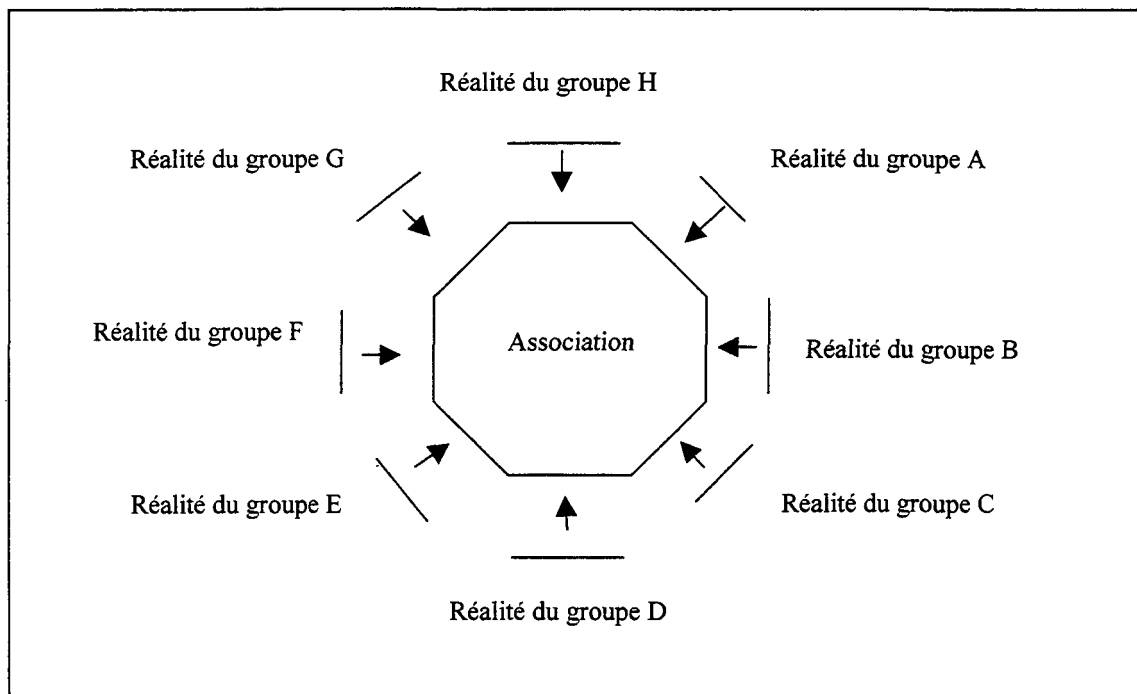 Réalité du groupe H
Réalité du groupe G
Réalité du groupe A
Réalité du groupe F
Association
Réalité du groupe B
Réalité du groupe E
Réalité du groupe C
Réalité du groupe D